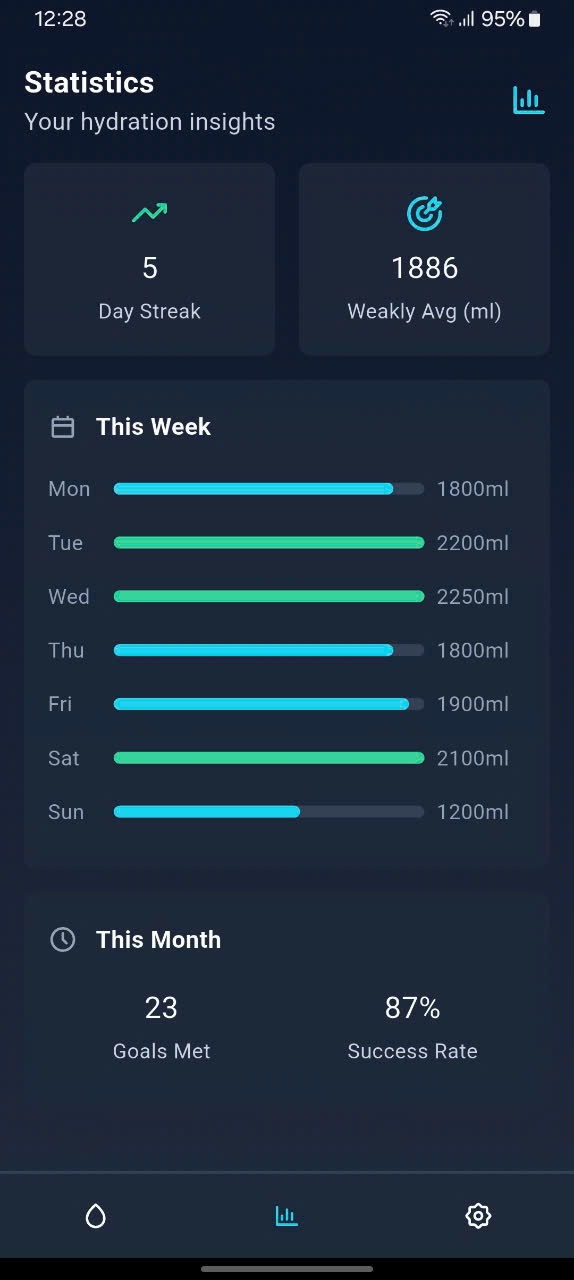 12:28
95%
Statistics
Your hydration insights
5
Day Streak
1886
Weakly Avg (ml)
This Week
Mon 1800ml
Tue 2200ml
Wed 2250ml
Thu 1800ml
Fri 1900ml
Sat 2100ml
Sun 1200ml
This Month
23
Goals Met
87%
Success Rate